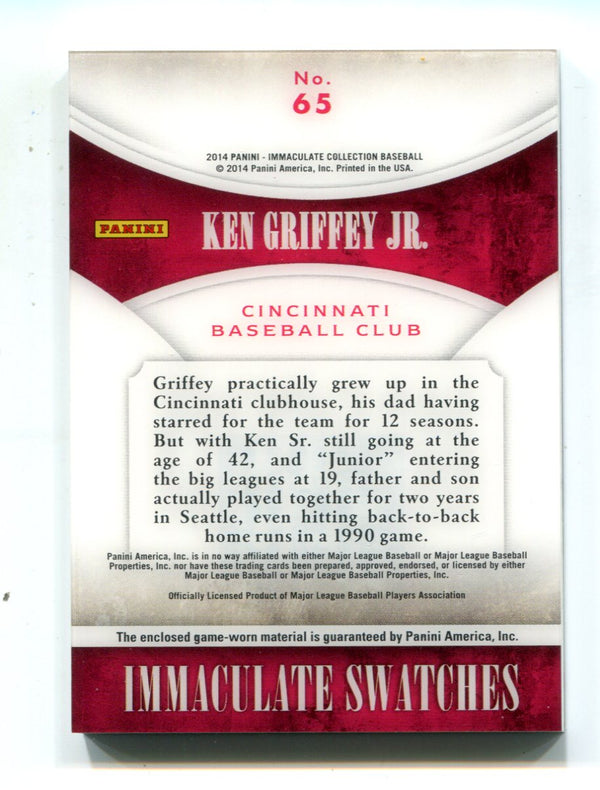 No.
65
2014 PANINI - IMMACULATE COLLECTION BASEBALL
© 2014 Panini America, Inc. Printed in the USA.
PANINI
KEN GRIFFEY JR.
CINCINNATI
BASEBALL CLUB
Griffey practically grew up in the
Cincinnati clubhouse, his dad having
starred for the team for 12 seasons.
But with Ken Sr. still going at the
age of 42, and “Junior” entering
the big leagues at 19, father and son
actually played together for two years
in Seattle, even hitting back-to-back
home runs in a 1990 game.
Panini America, Inc. is in no way affiliated with either Major League Baseball or Major League Baseball
Properties, Inc. nor have these trading cards been prepared, approved, endorsed, or licensed by either
Major League Baseball or Major League Baseball Properties, Inc.
Officially Licensed Product of Major League Baseball Players Association
The enclosed game-worn material is guaranteed by Panini America, Inc.
IMMACULATE SWATCHES